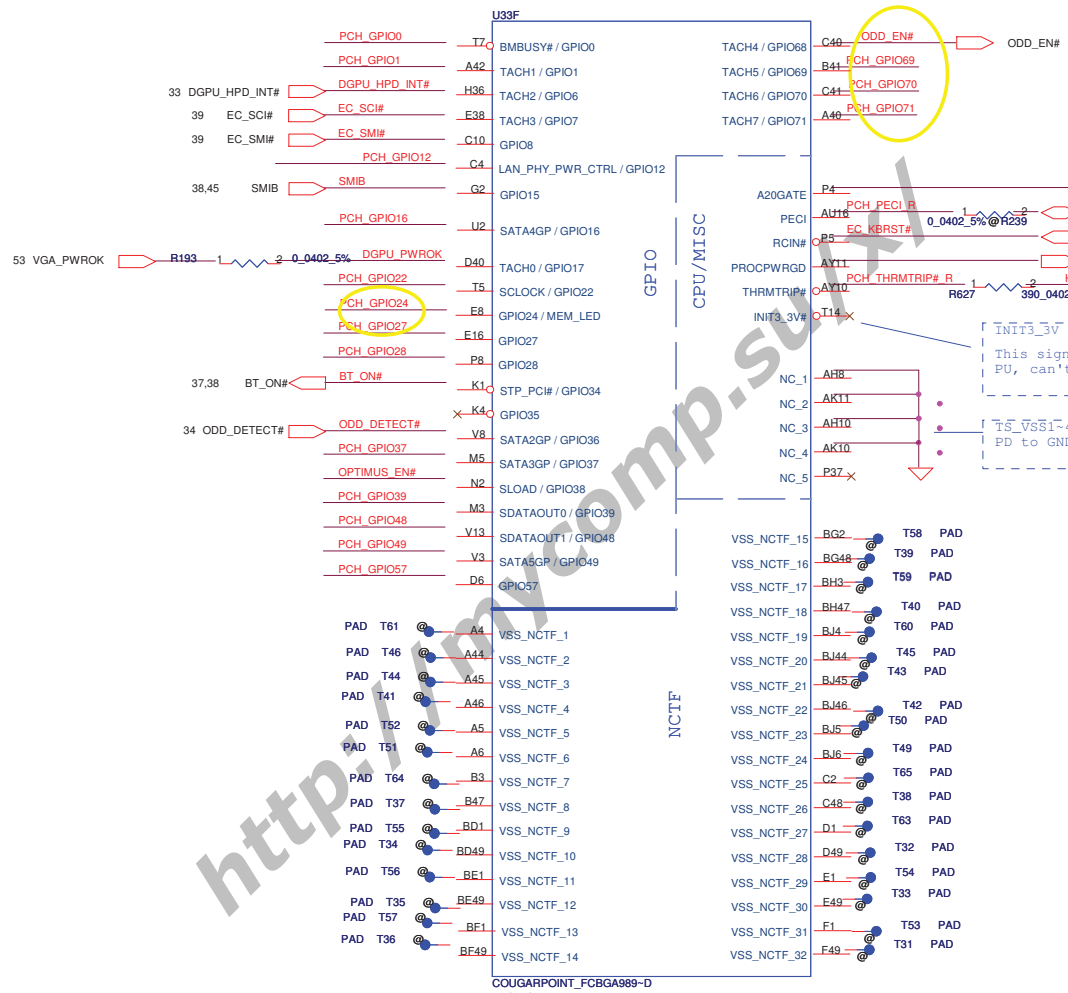 U33F
PCH_GPIO0 T7 BMBUSY# / GPIO0 TACH4 / GPIO68 C40 ODD_EN# ODD_EN#
PCH_GPIO1 A42 TACH1 / GPIO1 TACH5 / GPIO69 B41 PCH_GPIO69
33 DGPU_HPD_INT# DGPU_HPD_INT# H36 TACH2 / GPIO6 TACH6 / GPIO70 C41 PCH_GPIO70
39 EC_SCI# EC_SCI# E38 TACH3 / GPIO7 TACH7 / GPIO71 A40 PCH_GPIO71
39 EC_SMI# EC_SMI# C10 GPIO8
PCH_GPIO12 C4 LAN_PHY_PWR_CTRL / GPIO12
38,45 SMIB SMIB G2 GPIO15 A20GATE P4
PCH_GPIO16 U2 SATA4GP / GPIO16 PECI AU16 PCH_PECI_R 1 2 0_0402_5% @ R239
RCIN# P5 EC_KBRST#
53 VGA_PWROK R193 1 2 0_0402_5% DGPU_PWROK D40 TACH0 / GPIO17 PROCPWRGD AY11
PCH_GPIO22 T5 SCLOCK / GPIO22 THRMTRIP# AY10 PCH_THRMTRIP#_R R627 1 2 390_0402
PCH_GPIO24 E8 GPIO24 / MEM_LED INIT3_3V# T14
PCH_GPIO27 E16 GPIO27
PCH_GPIO28 P8 GPIO28
37,38 BT_ON# BT_ON# K1 STP_PCI# / GPIO34
K4 GPIO35
34 ODD_DETECT# ODD_DETECT# V8 SATA2GP / GPIO36
PCH_GPIO37 M5 SATA3GP / GPIO37
OPTIMUS_EN# N2 SLOAD / GPIO38
PCH_GPIO39 M3 SDATAOUT0 / GPIO39
PCH_GPIO48 V13 SDATAOUT1 / GPIO48
PCH_GPIO49 V3 SATA5GP / GPIO49
PCH_GPIO57 D6 GPIO57
GPIO
CPU/MISC
INIT3_3V
This sign
PU, can't
NC_1 AH8
NC_2 AK11
NC_3 AH10
NC_4 AK10
NC_5 P37
TS_VSS1~4
PD to GND
NCTF
PAD T61 @ A4 VSS_NCTF_1
PAD T46 @ A44 VSS_NCTF_2
PAD T44 @ A45 VSS_NCTF_3
PAD T41 @ A46 VSS_NCTF_4
PAD T52 @ A5 VSS_NCTF_5
PAD T51 @ A6 VSS_NCTF_6
PAD T64 @ B3 VSS_NCTF_7
PAD T37 @ B47 VSS_NCTF_8
PAD T55 @ BD1 VSS_NCTF_9
PAD T34 @ BD49 VSS_NCTF_10
PAD T56 @ BE1 VSS_NCTF_11
PAD T35 @ BE49 VSS_NCTF_12
PAD T57 @ BF1 VSS_NCTF_13
PAD T36 @ BF49 VSS_NCTF_14
VSS_NCTF_15 BG2 @ T58 PAD
VSS_NCTF_16 BG48 @ T39 PAD
VSS_NCTF_17 BH3 @ T59 PAD
VSS_NCTF_18 BH47 @ T40 PAD
VSS_NCTF_19 BJ4 @ T60 PAD
VSS_NCTF_20 BJ44 @ T45 PAD
VSS_NCTF_21 BJ45 @ T43 PAD
VSS_NCTF_22 BJ46 @ T42 PAD
VSS_NCTF_23 BJ5 @ T50 PAD
VSS_NCTF_24 BJ6 @ T49 PAD
VSS_NCTF_25 C2 @ T65 PAD
VSS_NCTF_26 C48 @ T38 PAD
VSS_NCTF_27 D1 @ T63 PAD
VSS_NCTF_28 D49 @ T32 PAD
VSS_NCTF_29 E1 @ T54 PAD
VSS_NCTF_30 E49 @ T33 PAD
VSS_NCTF_31 F1 @ T53 PAD
VSS_NCTF_32 F49 @ T31 PAD
COUGARPOINT_FCBGA989~D
http://mycomp.su/x/